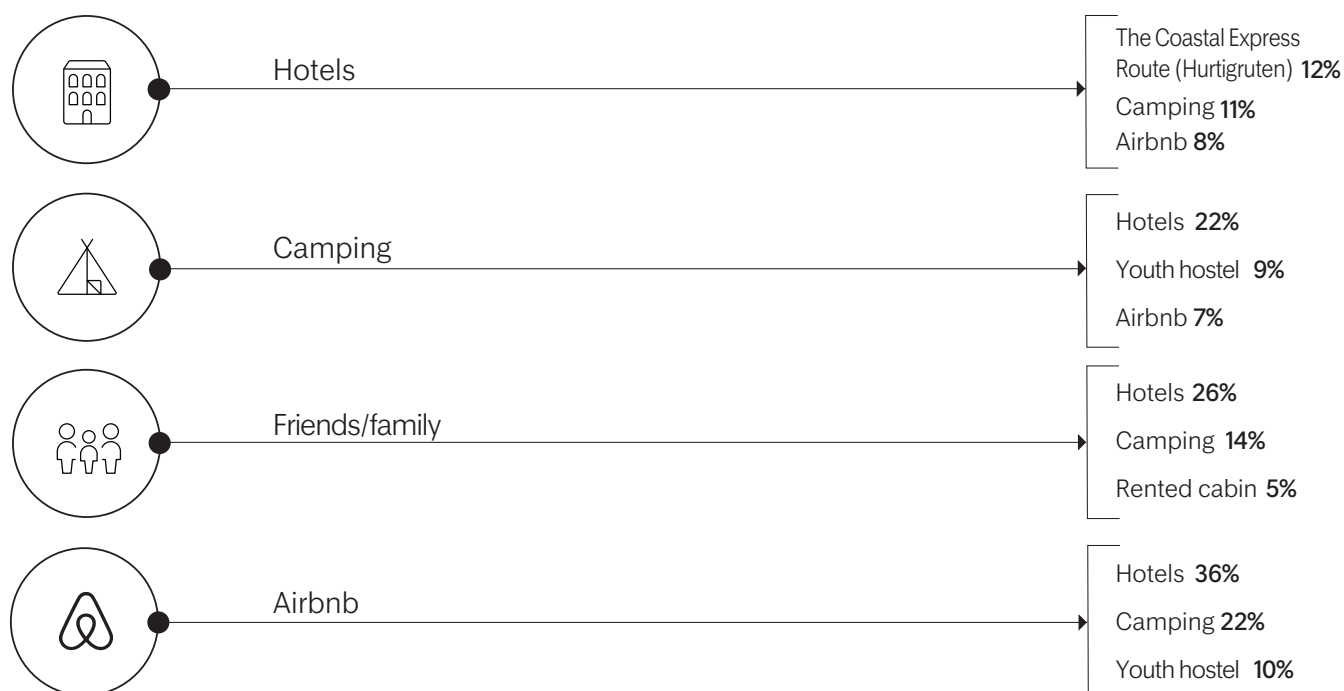 Hotels
The Coastal Express
Route (Hurtigruten) 12%
Camping 11%
Airbnb 8%
Camping
Hotels 22%
Youth hostel 9%
Airbnb 7%
Friends/family
Hotels 26%
Camping 14%
Rented cabin 5%
Airbnb
Hotels 36%
Camping 22%
Youth hostel 10%